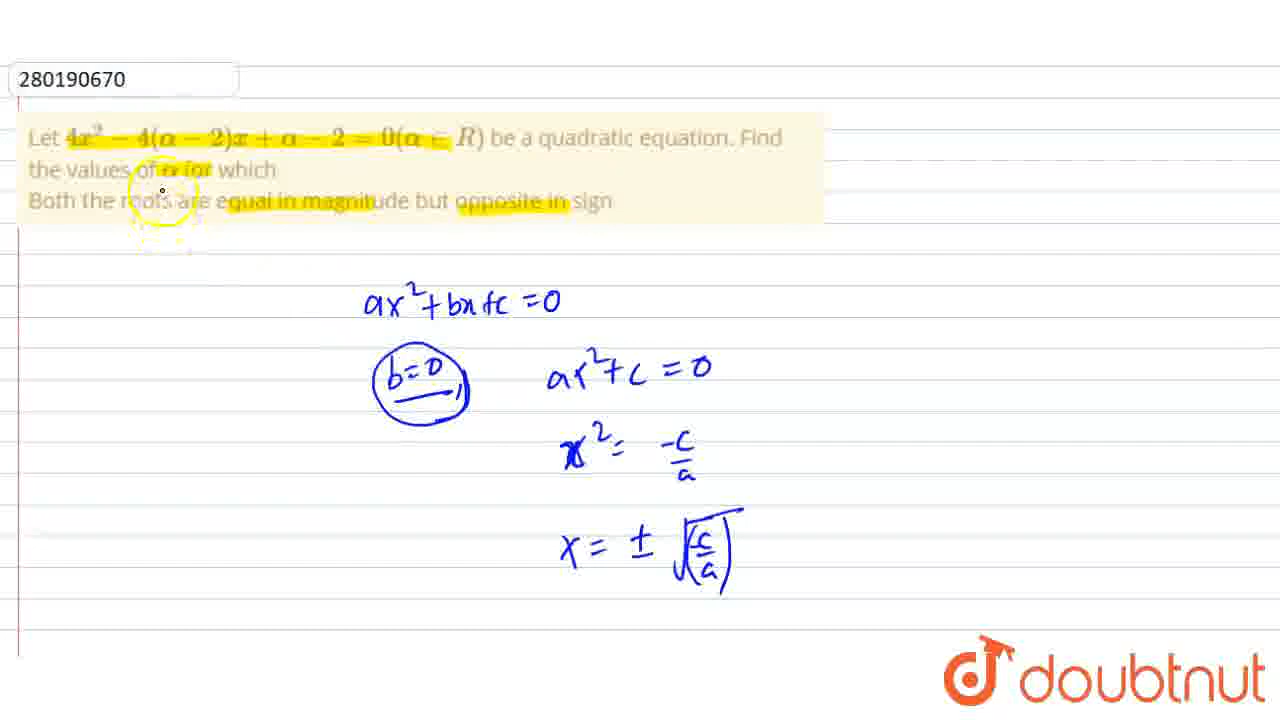 280190670
Let 4x² − 4(α − 2)x + α − 2 = 0(α ∈ R) be a quadratic equation. Find
the values of α for which
Both the roots are equal in magnitude but opposite in sign
ax² + bx + c = 0
b = 0 ax² + c = 0
x² = -c/a
x = ± √(-c/a)
doubtnut